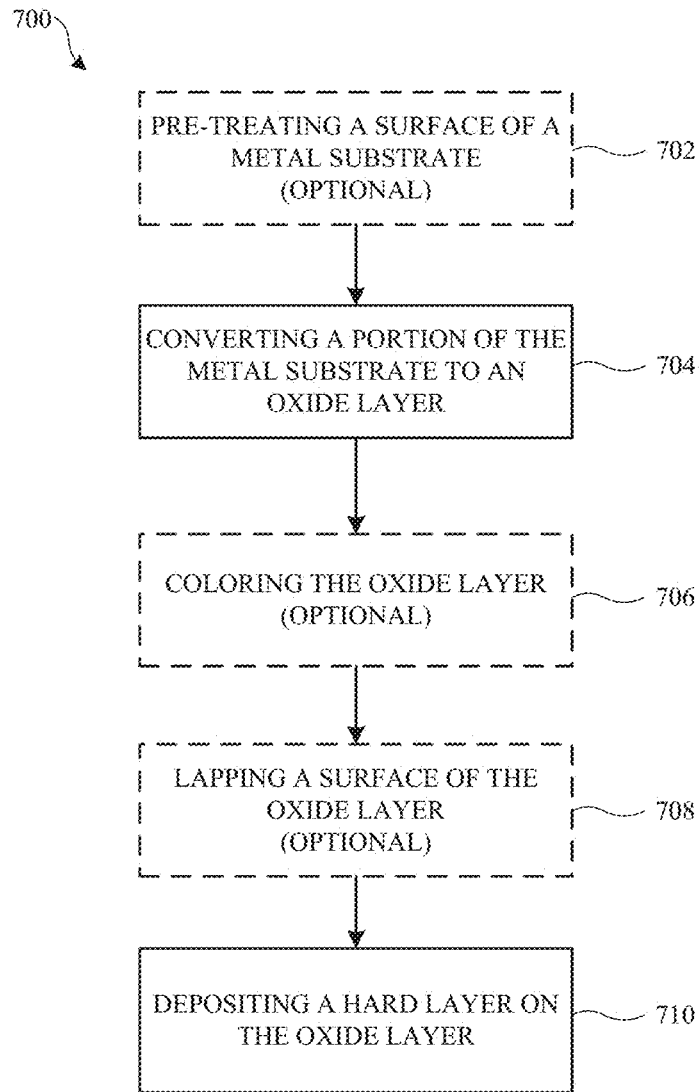 700
PRE-TREATING A SURFACE OF A
METAL SUBSTRATE
(OPTIONAL)
702
CONVERTING A PORTION OF THE
METAL SUBSTRATE TO AN
OXIDE LAYER
704
COLORING THE OXIDE LAYER
(OPTIONAL)
706
LAPPING A SURFACE OF THE
OXIDE LAYER
(OPTIONAL)
708
DEPOSITING A HARD LAYER ON
THE OXIDE LAYER
710